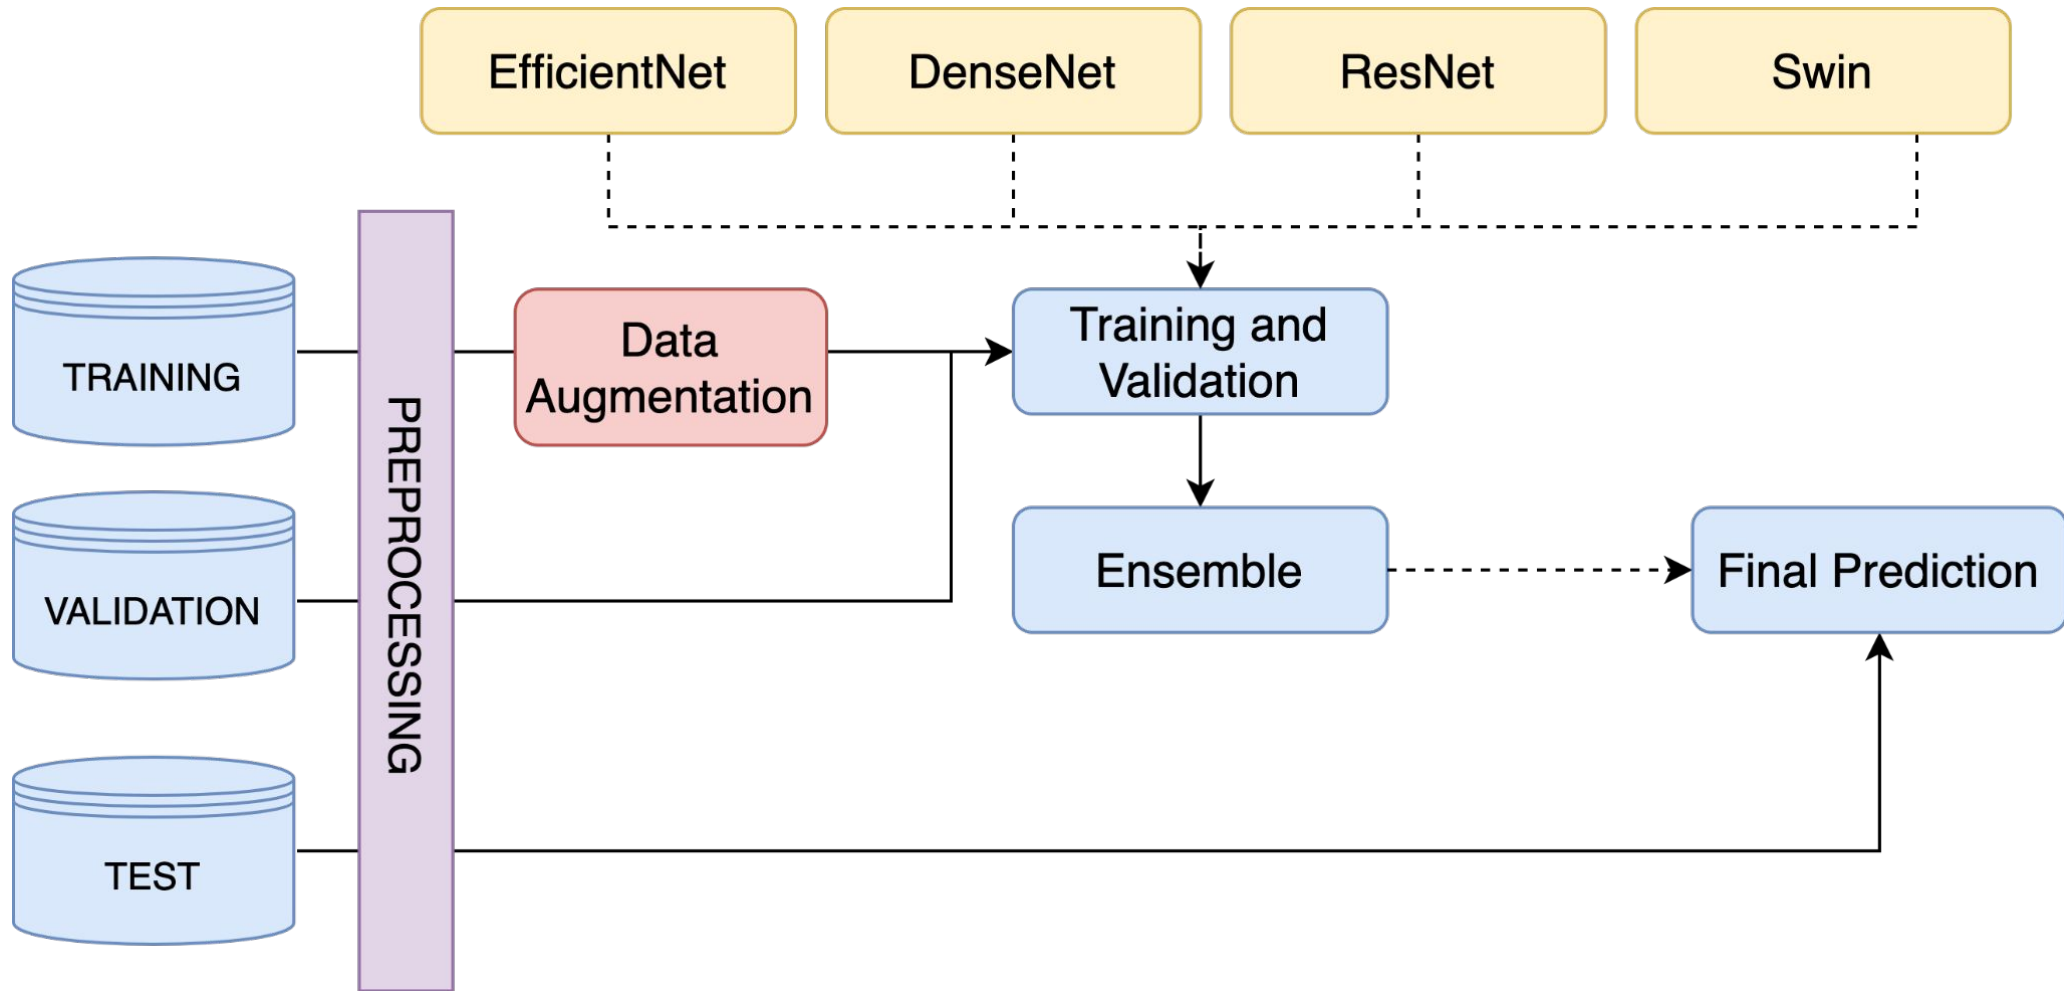 EfficientNet
DenseNet
ResNet
Swin
TRAINING
VALIDATION
TEST
PREPROCESSING
Data
Augmentation
Training and
Validation
Ensemble
Final Prediction